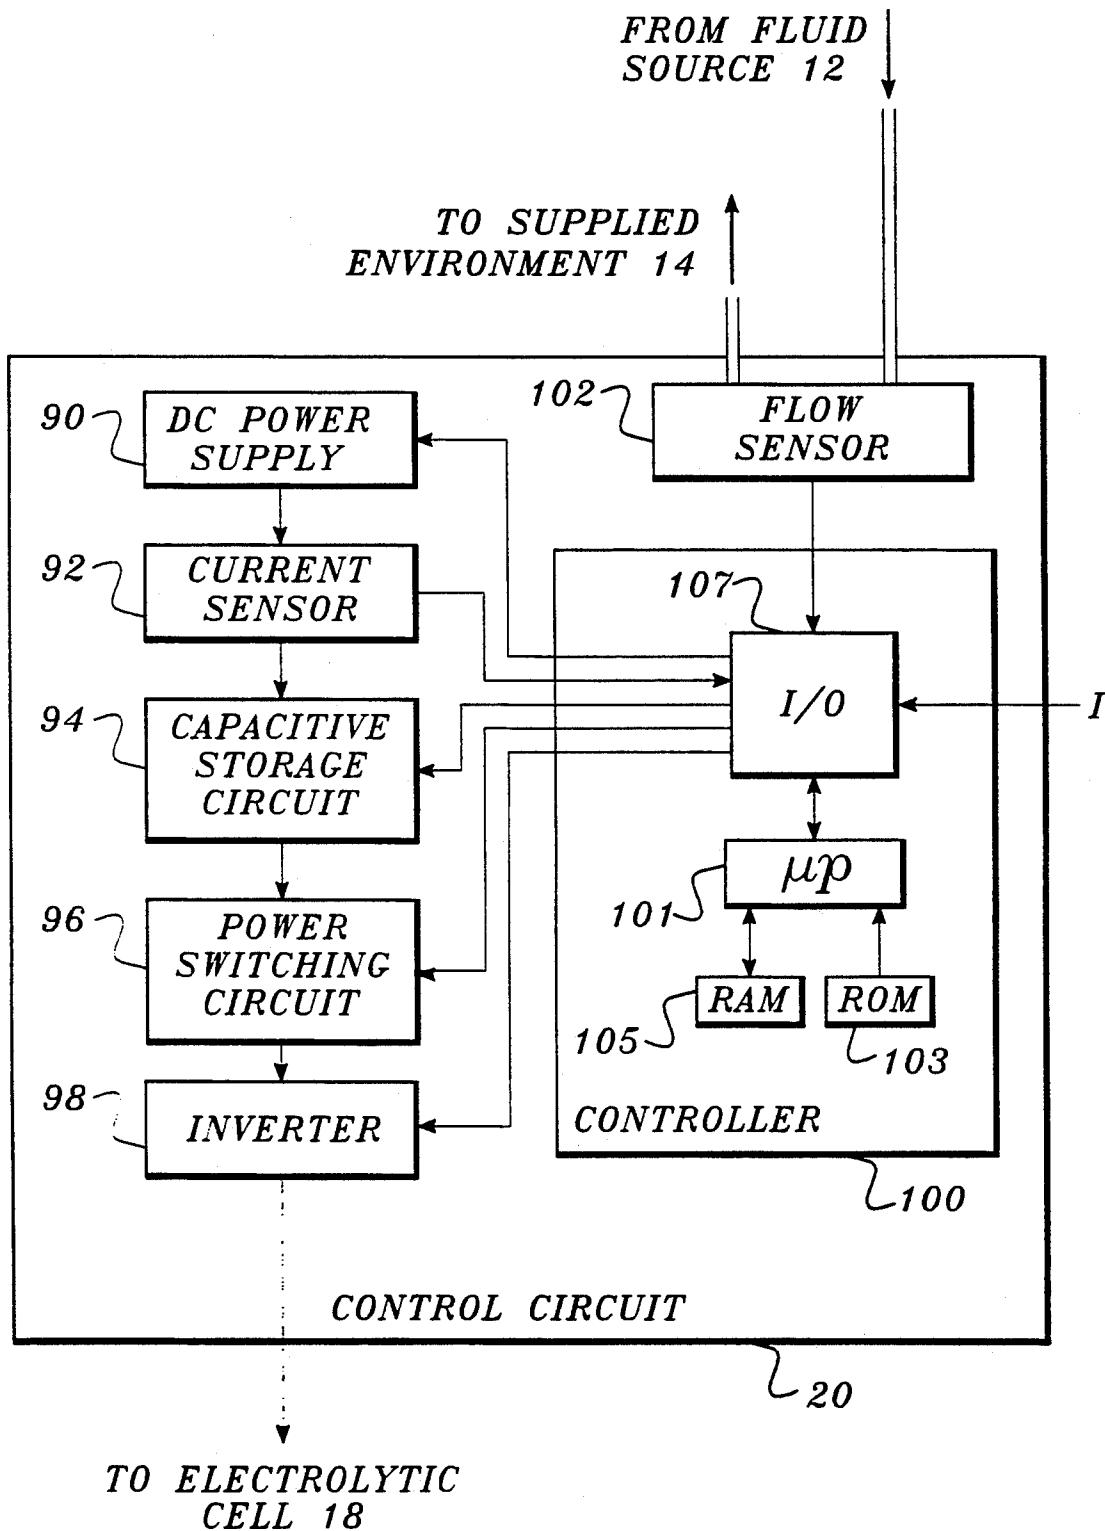 FROM FLUID
SOURCE 12
TO SUPPLIED
ENVIRONMENT 14
90
DC POWER
SUPPLY
102
FLOW
SENSOR
92
CURRENT
SENSOR
107
94
CAPACITIVE
STORAGE
CIRCUIT
I/O
I
μp
101
96
POWER
SWITCHING
CIRCUIT
RAM
ROM
105
103
98
INVERTER
CONTROLLER
100
CONTROL CIRCUIT
20
TO ELECTROLYTIC
CELL 18